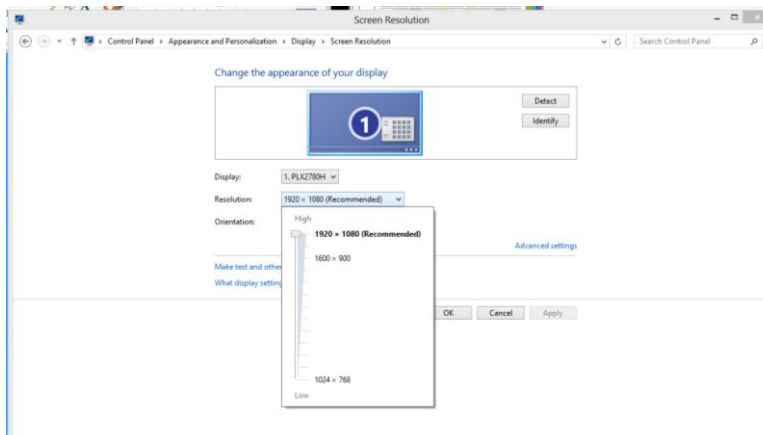 Screen Resolution
Control Panel › Appearance and Personalization › Display › Screen Resolution
Search Control Panel
Change the appearance of your display
1
Detect
Identify
Display: 1. PLX2780H
Resolution: 1920 × 1080 (Recommended)
Orientation:
High
1920 × 1080 (Recommended)
Advanced settings
1600 × 900
Make text and othe
What display setting
OK Cancel Apply
1024 × 768
Low